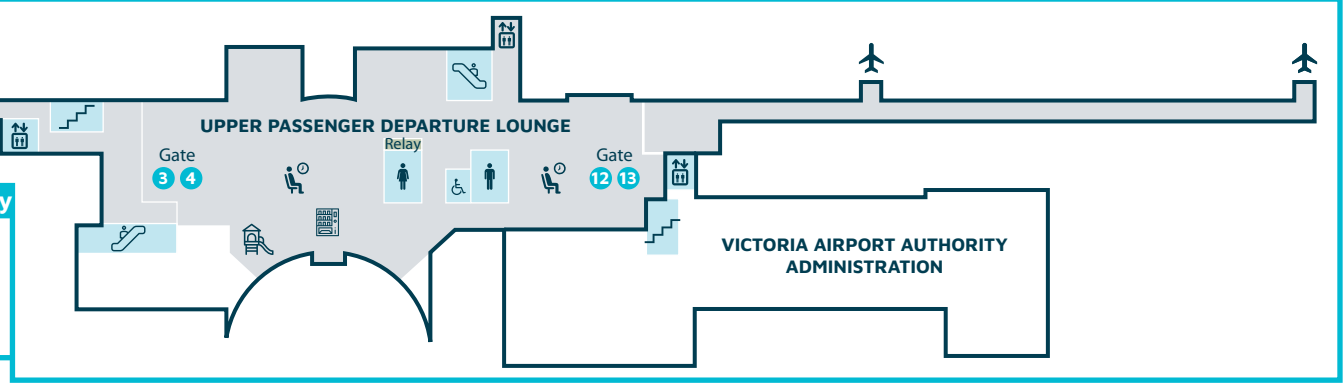 UPPER PASSENGER DEPARTURE LOUNGE
Relay
Gate
3 4
Gate
12 13
y
VICTORIA AIRPORT AUTHORITY
ADMINISTRATION